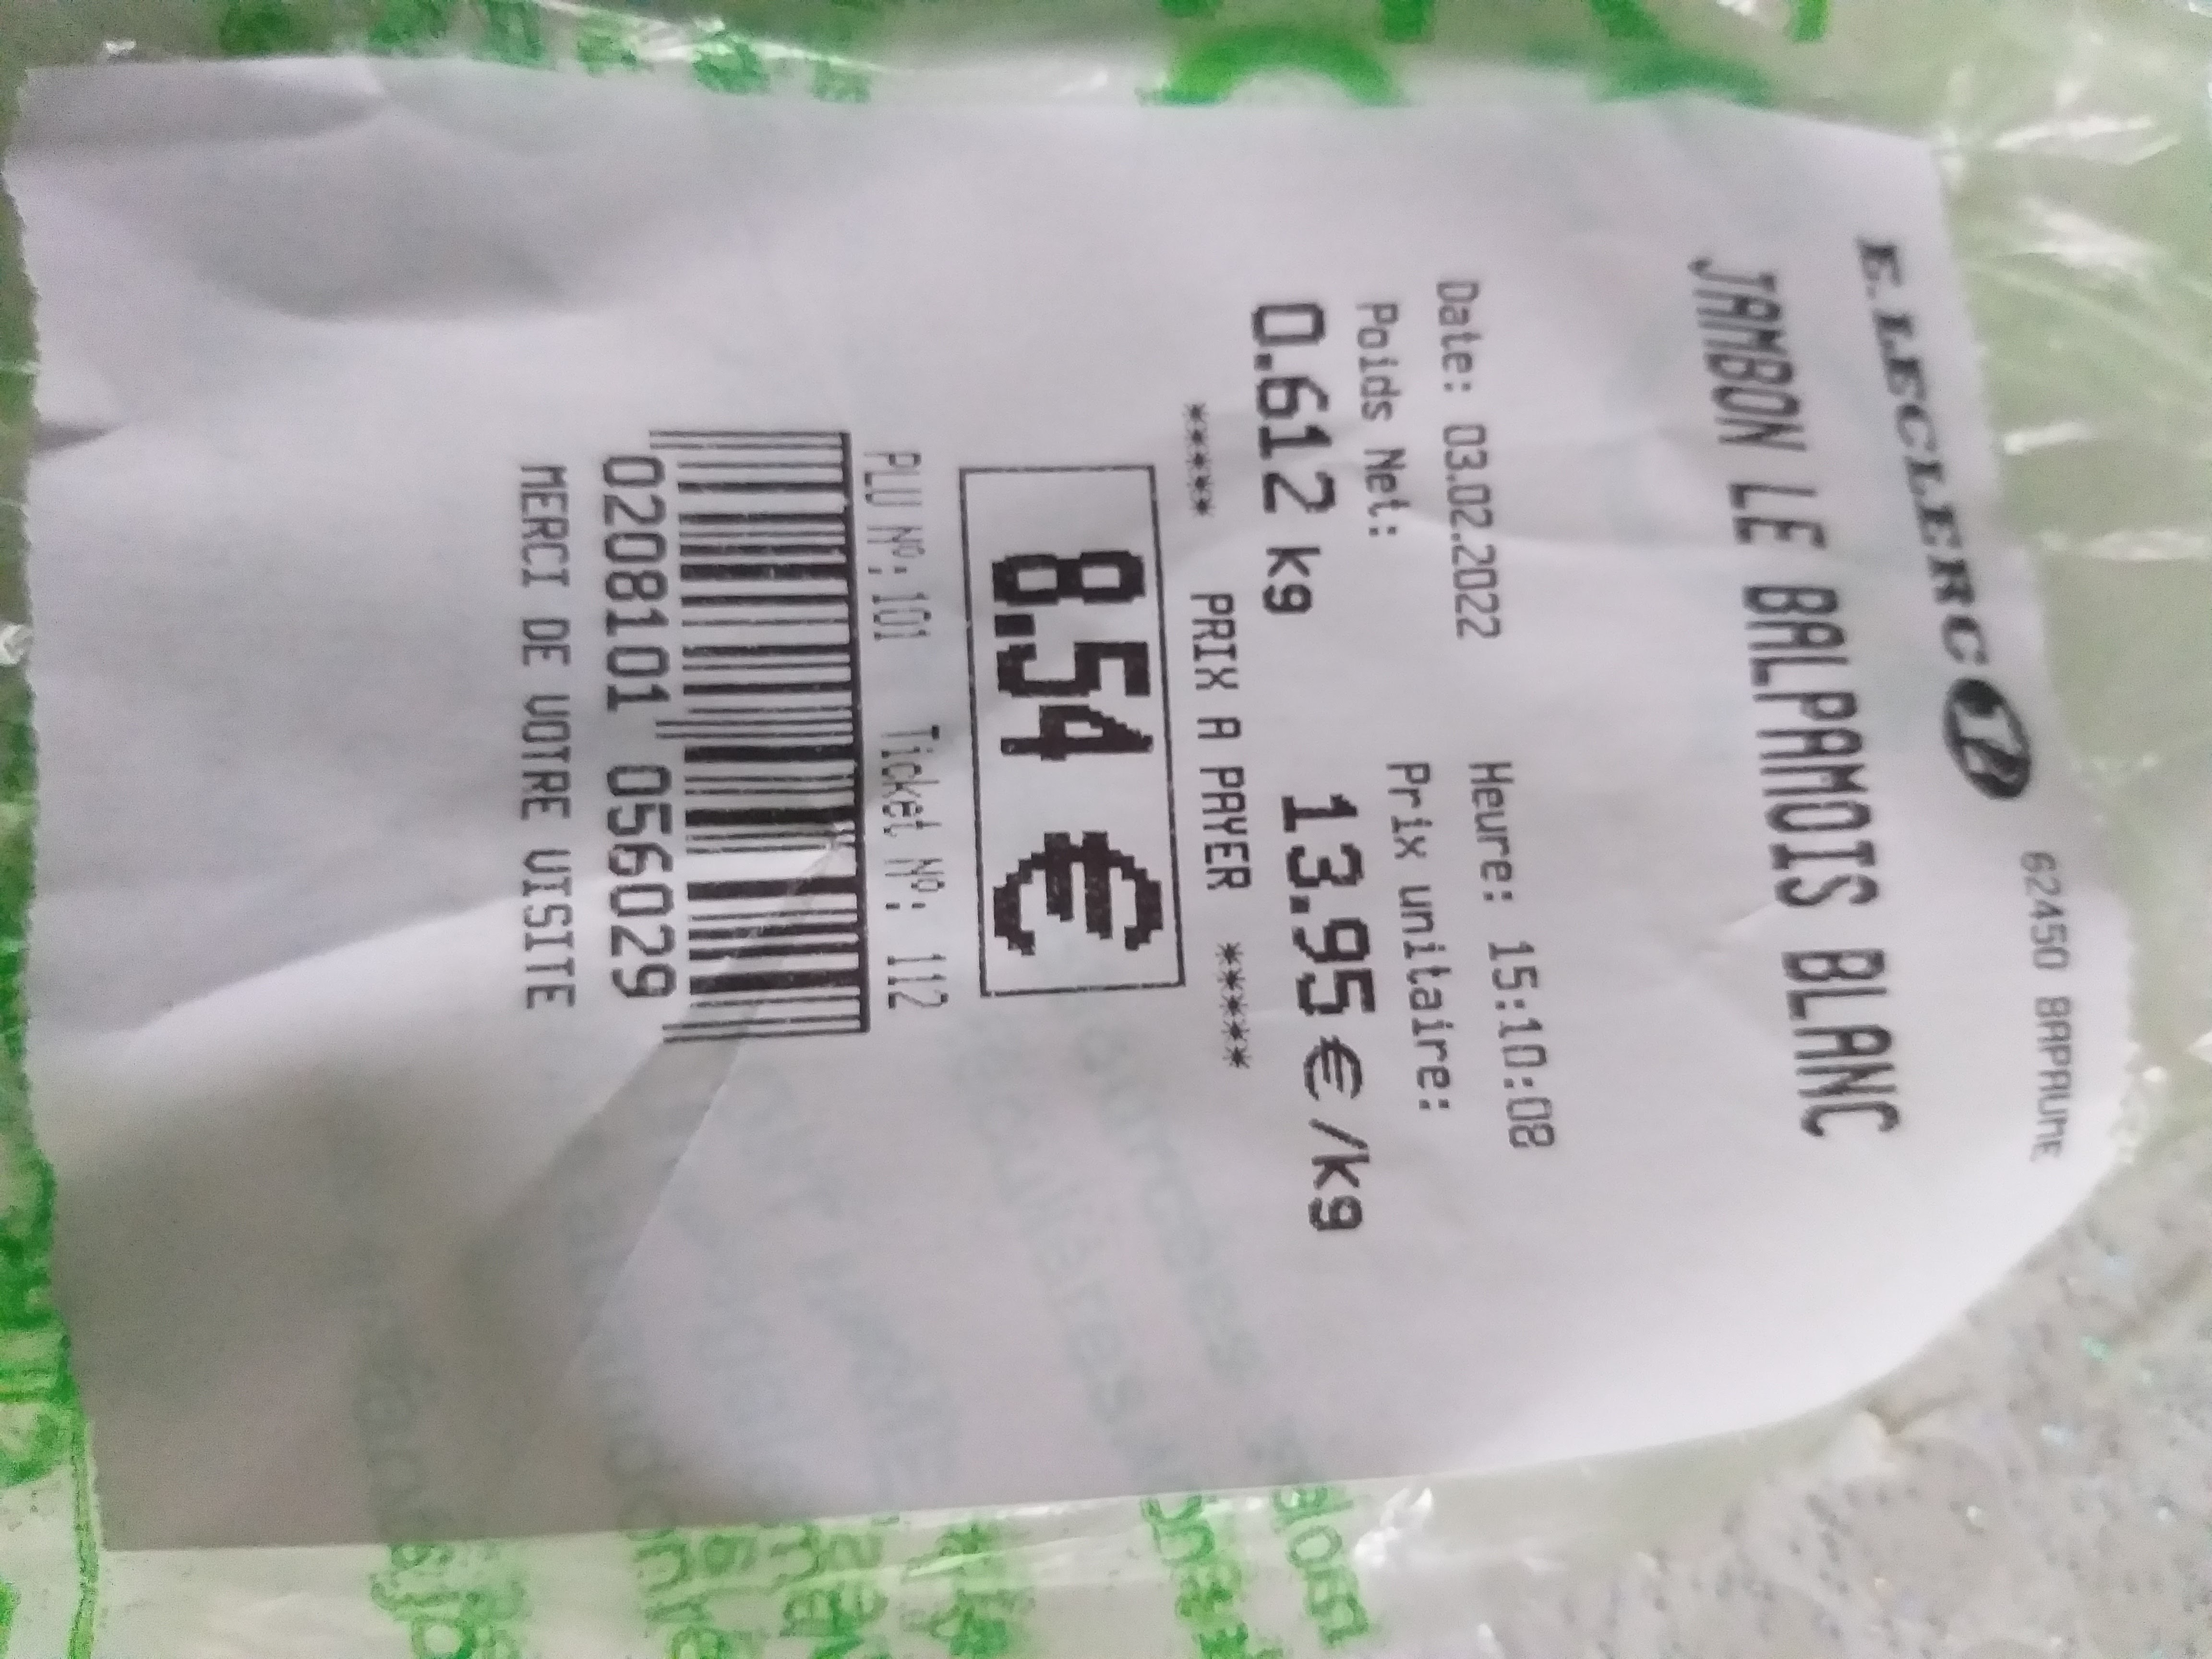 E.LECLERC L 62450 BAPAUME
JAMBON LE BALPAMOIS BLANC
Date: 03.02.2022 Heure: 15:10:08
Poids Net: Prix unitaire:
0.612 kg 13.95 €/kg
***** PRIX A PAYER *****
8.54 €
PLU Nº: 101 Ticket Nº: 112
0208101 056029
MERCI DE VOTRE VISITE